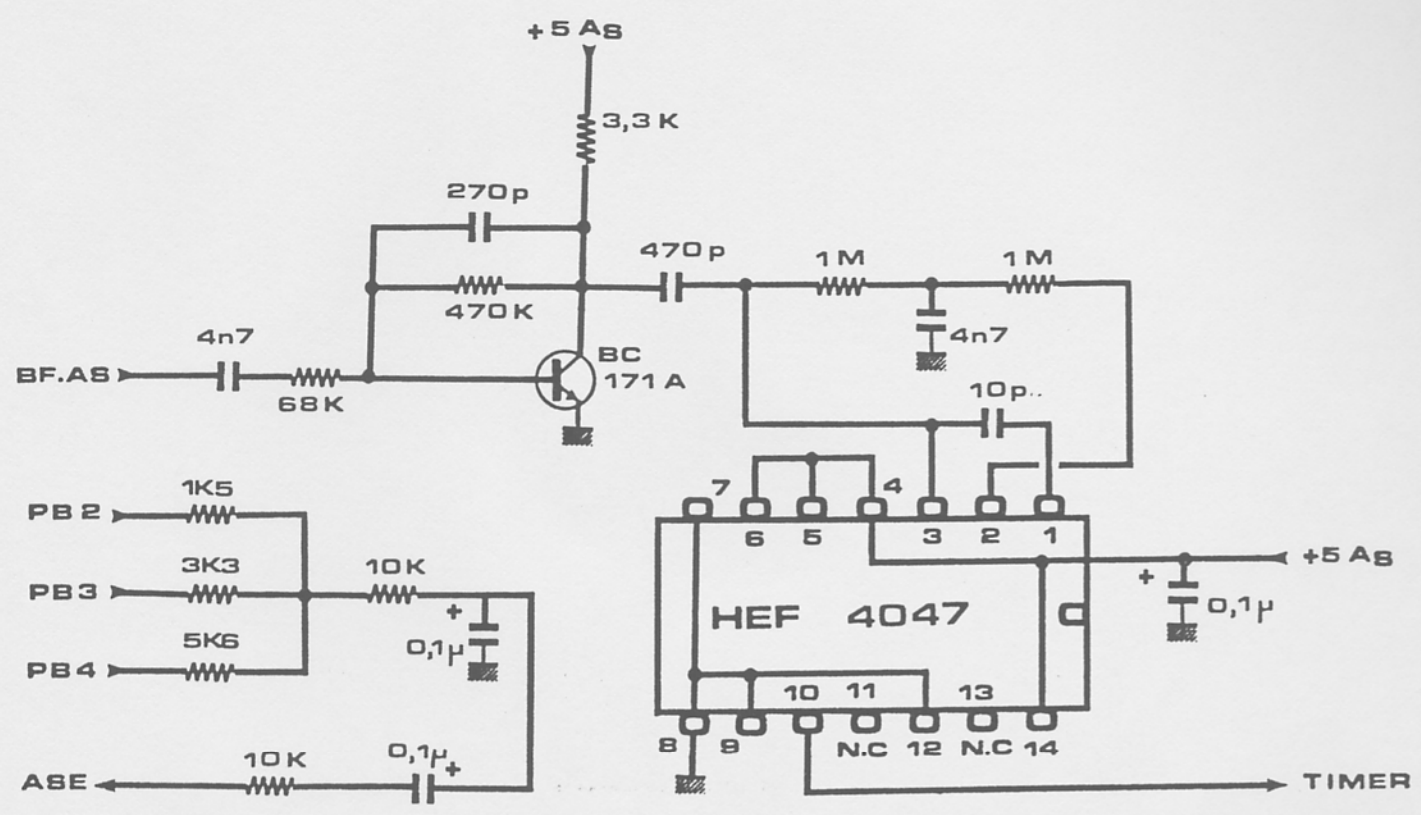 +5 AS
3,3 K
270p
470p
1M
1M
470K
4n7
4n7
BC
171 A
BF.AS
68K
10p..
1K5
7
4
PB2
6
5
3
2
1
3K3
10K
+5 AS
PB3
+
+
HEF 4047
0,1µ
5K6
0,1µ
PB4
10
11
13
8
9
N.C
12
N.C
14
10K
0,1µ
+
ASE
TIMER